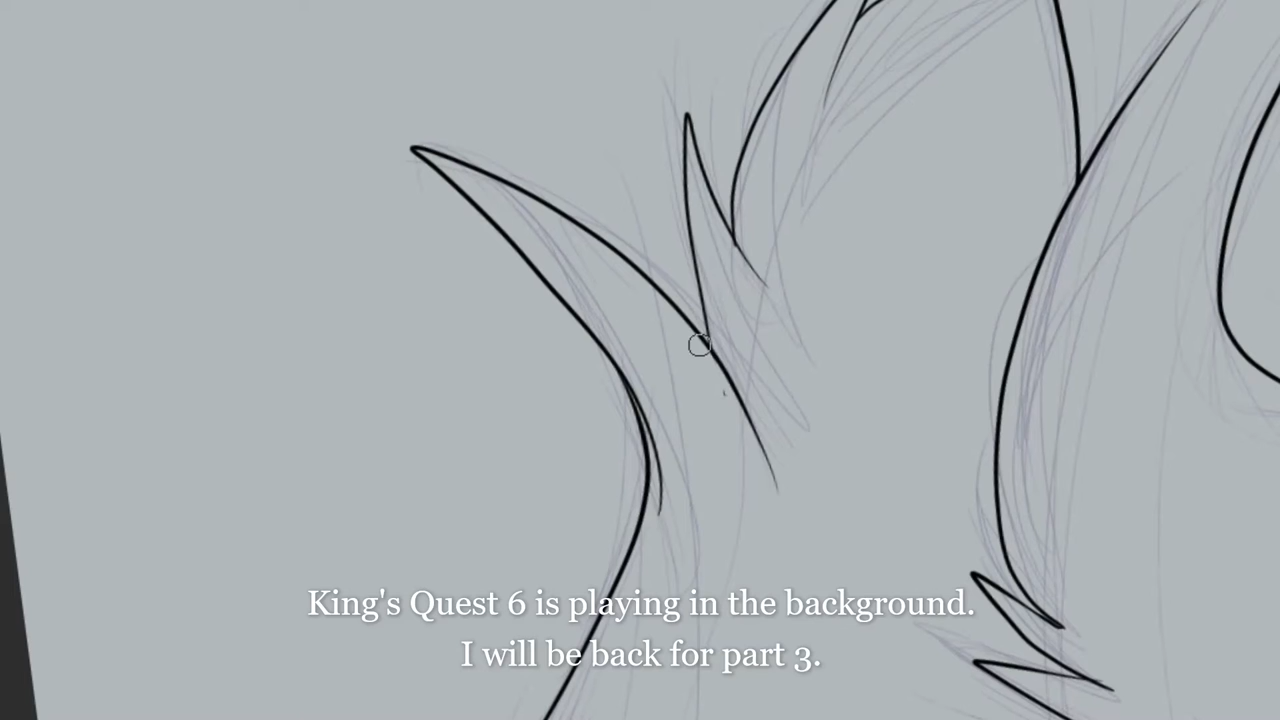 King's Quest 6 is playing in the background.
I will be back for part 3.